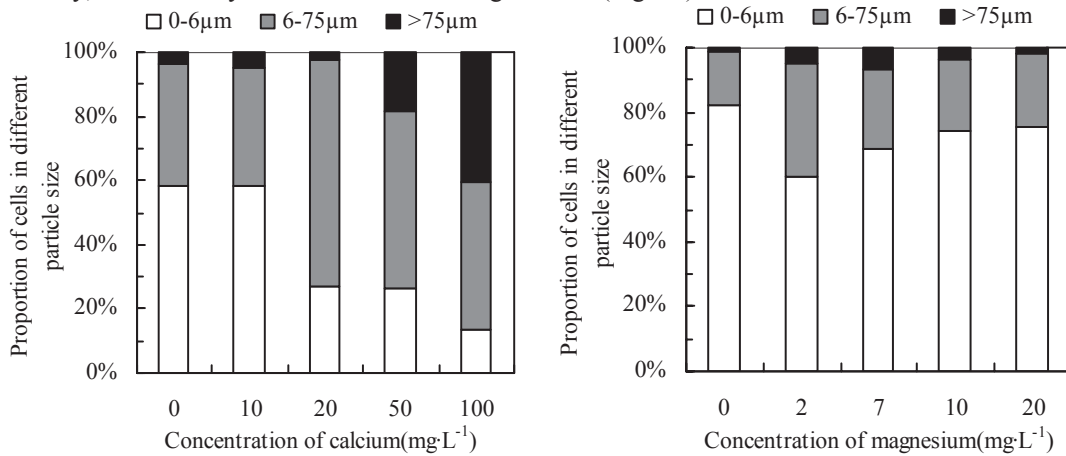 0-6µm 6-75µm >75µm
100%
80%
60%
40%
20%
0%
Proportion of cells in different
particle size
0 10 20 50 100
Concentration of calcium(mg·L-1)
0-6µm 6-75µm >75µm
100%
80%
60%
40%
20%
0%
Proportion of cells in different
particle size
0 2 7 10 20
Concentration of magnesium(mg·L-1)